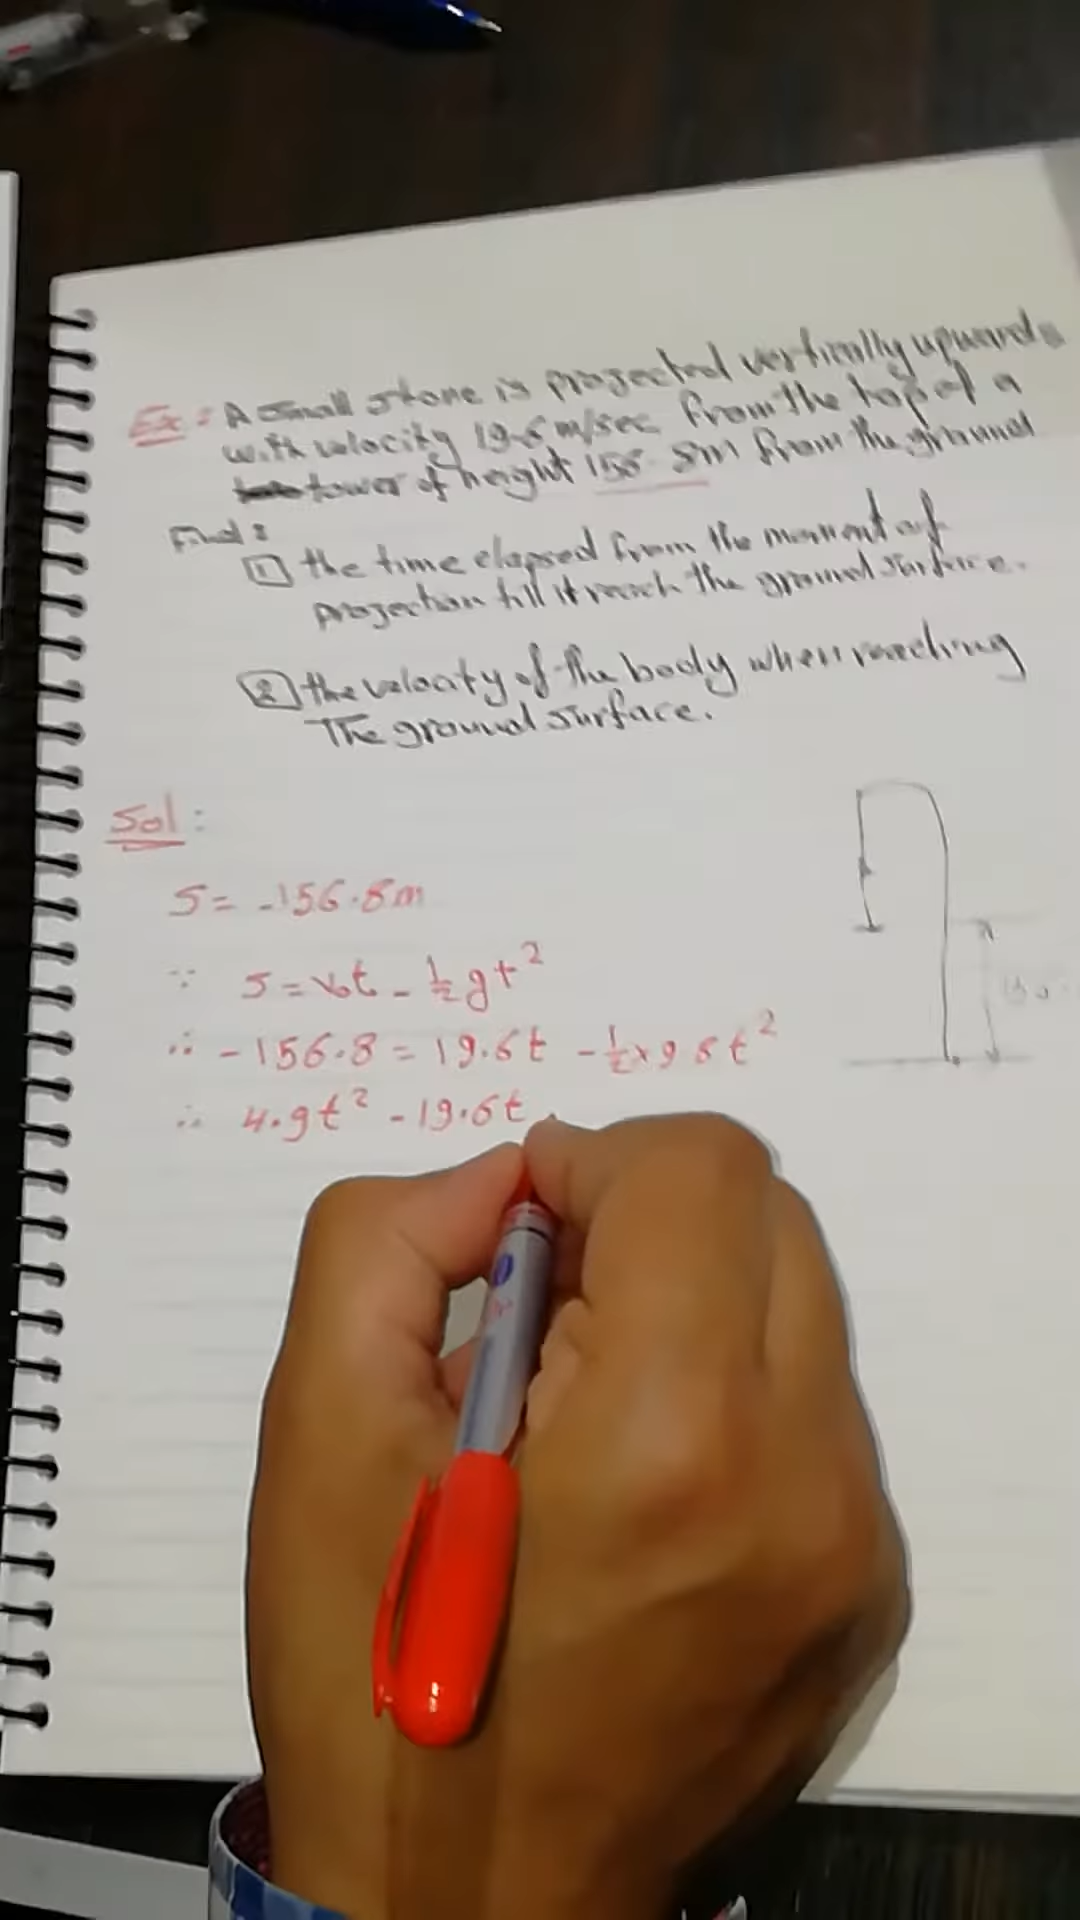 Ex: A small stone is projected vertically upwards
with velocity 19.6 m/sec from the top of a
tower of height 156.8m from the ground
Find:
1 the time elapsed from the moment of
projection till it reach the ground surface.
2 the velocity of the body when reaching
The ground surface.
Sol:
S = -156.8m
∵ S = V₀t - ½gt²
∴ -156.8 = 19.6t - ½×9.8t²
∴ 4.9t² - 19.6t